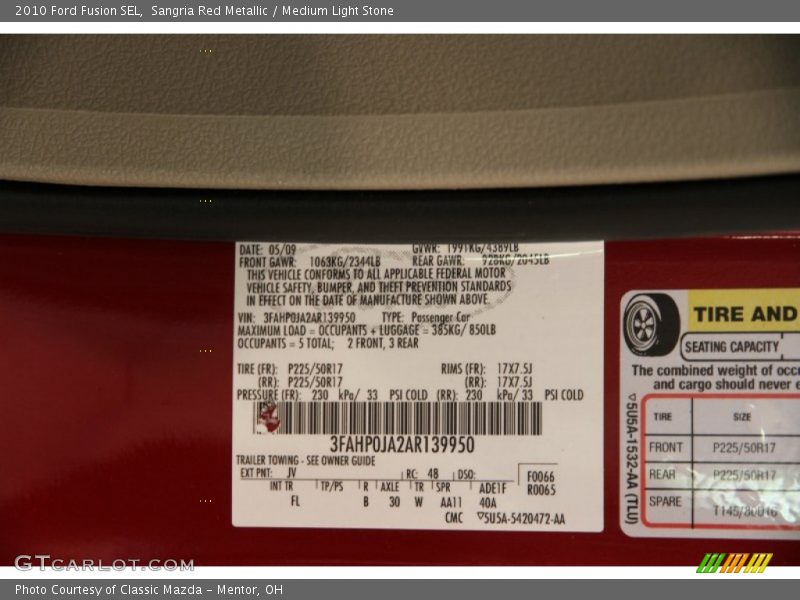 2010 Ford Fusion SEL, Sangria Red Metallic / Medium Light Stone
DATE: 05/09 GVWR: 1991KG/4389LB
FRONT GAWR: 1063KG/2344LB REAR GAWR: 928KG/2045LB
THIS VEHICLE CONFORMS TO ALL APPLICABLE FEDERAL MOTOR
VEHICLE SAFETY, BUMPER, AND THEFT PREVENTION STANDARDS
IN EFFECT ON THE DATE OF MANUFACTURE SHOWN ABOVE.
VIN: 3FAHP0JA2AR139950 TYPE: Passenger Car
MAXIMUM LOAD = OCCUPANTS + LUGGAGE = 385KG/ 850LB
OCCUPANTS = 5 TOTAL; 2 FRONT, 3 REAR
TIRE (FR): P225/50R17 RIMS (FR): 17X7.5J
(RR): P225/50R17 (RR): 17X7.5J
PRESSURE (FR): 230 kPa/ 33 PSI COLD (RR): 230 kPa/ 33 PSI COLD
3FAHP0JA2AR139950
TRAILER TOWING - SEE OWNER GUIDE
EXT PNT: JV RC: 48 DSO: F0066
INT TR TP/PS R AXLE TR SPR ADE1F R0065
FL B 30 W AA11 40A
CMC 5U5A-5420472-AA
TIRE AND
SEATING CAPACITY
The combined weight of occu
and cargo should never e
TIRE SIZE
FRONT P225/50R17
REAR P225/50R17
SPARE T145/80D16
5U5A-1532-AA (TLU)
GTCARLOT.COM
Photo Courtesy of Classic Mazda - Mentor, OH